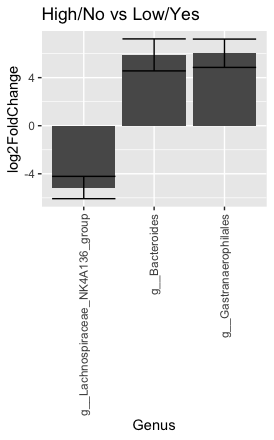 High/No vs Low/Yes
log2FoldChange
4
0
-4
g__Lachnospiraceae_NK4A136_group
g__Bacteroides
g__Gastranaerophilales
Genus